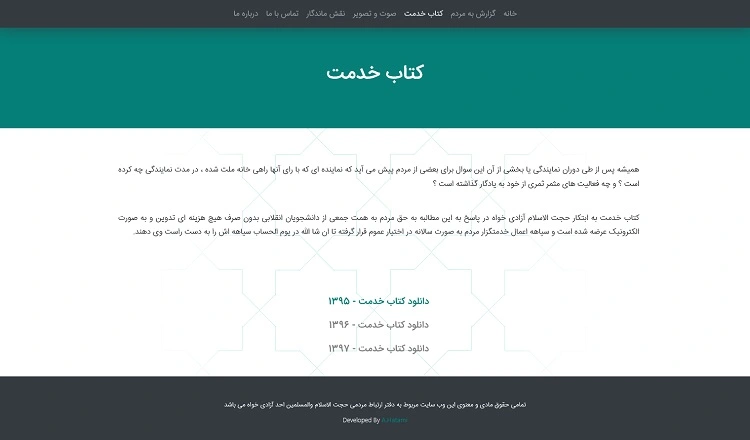 خانه گزارش به مردم کتاب خدمت صوت و تصویر نقش ماندگار تماس با ما درباره ما
کتاب خدمت
همیشه پس از طی دوران نمایندگی یا بخشی از آن این سوال برای بعضی از مردم پیش می آید که نماینده ای که با رای آنها راهی خانه ملت شده ، در مدت نمایندگی چه کرده
است ؟ و چه فعالیت های مثمر ثمری از خود به یادگار گذاشته است ؟
کتاب خدمت به ابتکار حجت الاسلام آزادی خواه در پاسخ به این مطالبه به حق مردم به همت جمعی از دانشجویان انقلابی بدون صرف هیچ هزینه ای تدوین و به صورت
الکترونیک عرضه شده است و سیاهه اعمال خدمتگزار مردم به صورت سالانه در اختیار عموم قرار گرفته تا ان شا الله در یوم الحساب سیاهه اش را به دست راست وی دهند.
دانلود کتاب خدمت - ۱۳۹۵
دانلود کتاب خدمت - ۱۳۹۶
دانلود کتاب خدمت - ۱۳۹۷
تمامی حقوق مادی و معنوی این وب سایت مربوط به دفتر ارتباط مردمی حجت الاسلام والمسلمین احد آزادی خواه می باشد
Developed By